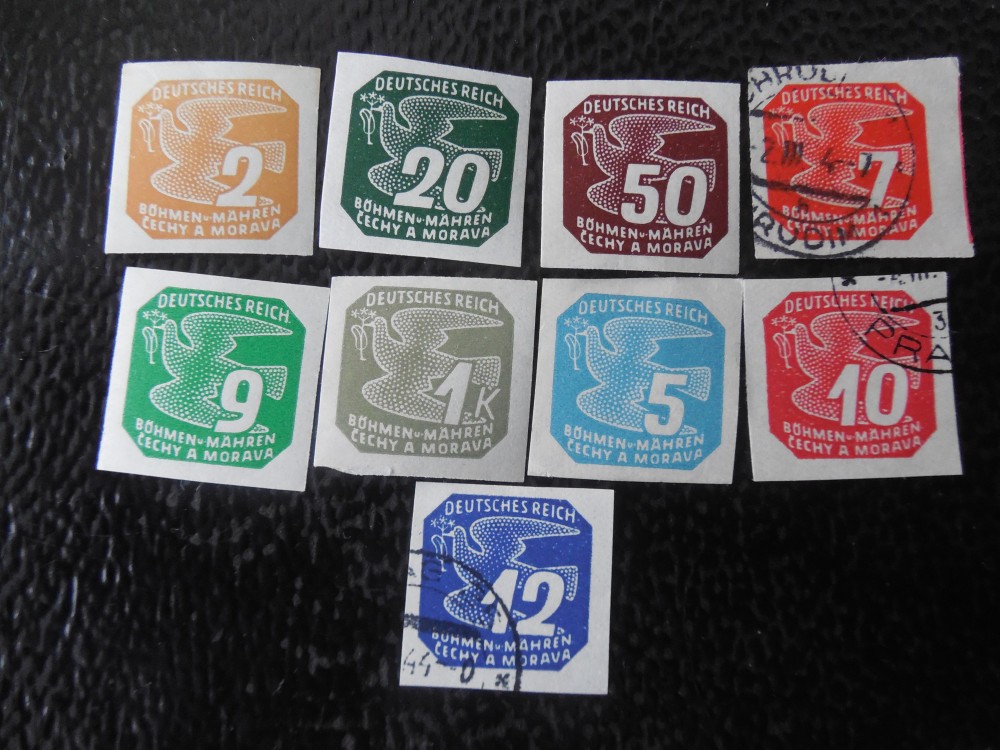 DEUTSCHES REICH
2
BÖHMEN u. MÄHREN
ČECHY A MORAVA
DEUTSCHES REICH
20
BÖHMEN u. MÄHREN
ČECHY A MORAVA
DEUTSCHES REICH
50
BÖHMEN u. MÄHREN
ČECHY A MORAVA
DEUTSCHES REICH
7
BÖHMEN u. MÄHREN
ČECHY A MORAVA
DEUTSCHES REICH
9
BÖHMEN u. MÄHREN
ČECHY A MORAVA
DEUTSCHES REICH
1K
BÖHMEN u. MÄHREN
ČECHY A MORAVA
DEUTSCHES REICH
5
BÖHMEN u. MÄHREN
ČECHY A MORAVA
3
PRA
DEUTSCHES REICH
10
BÖHMEN u. MÄHREN
ČECHY A MORAVA
DEUTSCHES REICH
12
BÖHMEN u. MÄHREN
ČECHY A MORAVA